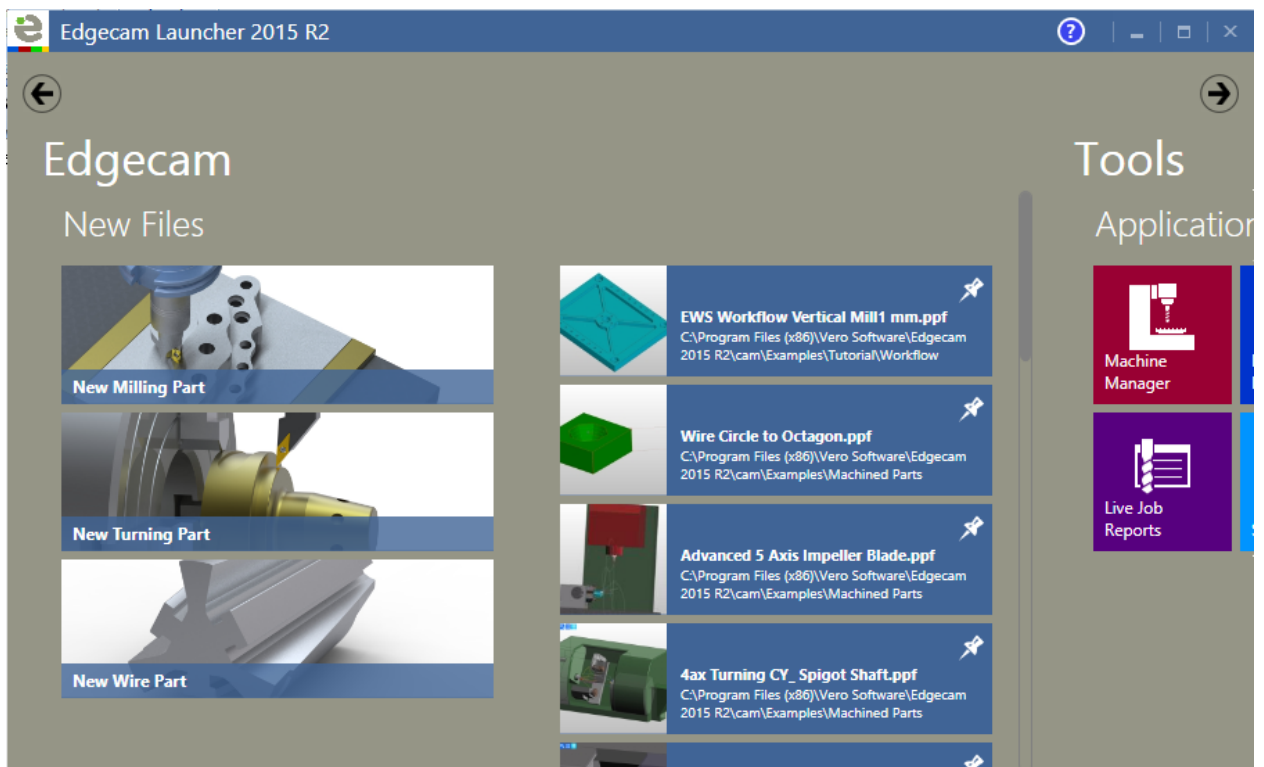 Edgecam Launcher 2015 R2
?
Edgecam
New Files
New Milling Part
New Turning Part
New Wire Part
EWS Workflow Vertical Mill1 mm.ppf
C:\Program Files (x86)\Vero Software\Edgecam
2015 R2\cam\Examples\Tutorial\Workflow
Wire Circle to Octagon.ppf
C:\Program Files (x86)\Vero Software\Edgecam
2015 R2\cam\Examples\Machined Parts
Advanced 5 Axis Impeller Blade.ppf
C:\Program Files (x86)\Vero Software\Edgecam
2015 R2\cam\Examples\Machined Parts
4ax Turning CY_ Spigot Shaft.ppf
C:\Program Files (x86)\Vero Software\Edgecam
2015 R2\cam\Examples\Machined Parts
Tools
Application
Machine
Manager
Live Job
Reports